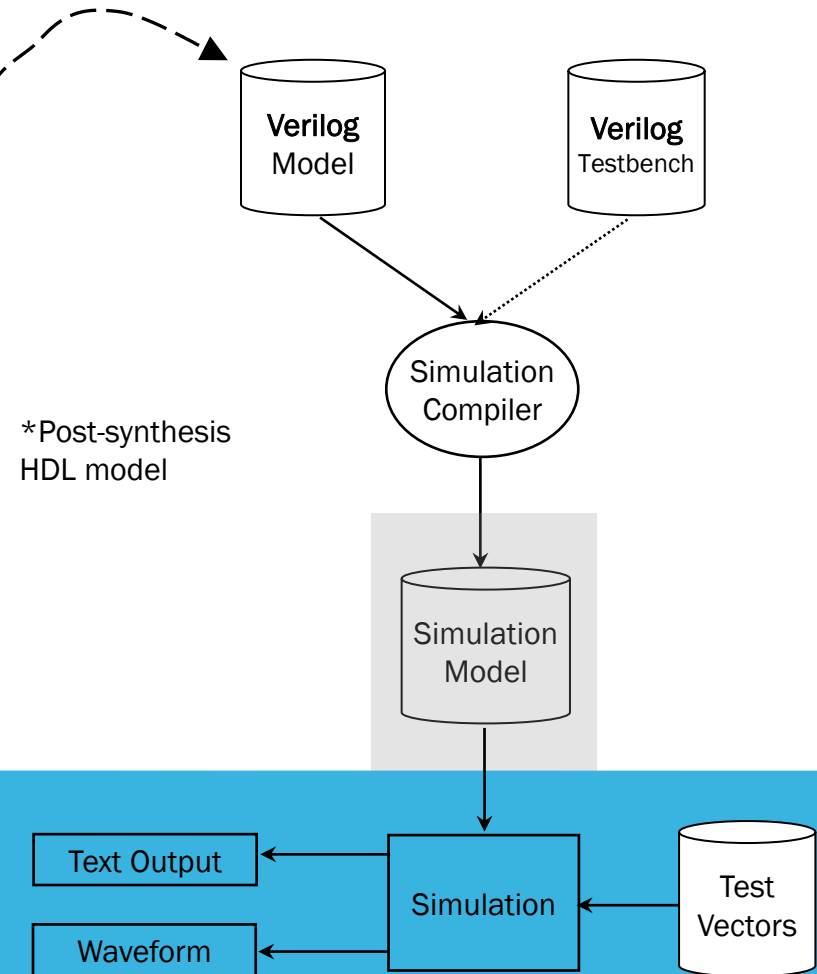 Verilog
Model
Verilog
Testbench
Simulation
Compiler
*Post-synthesis
HDL model
Simulation
Model
Text Output
Simulation
Test
Vectors
Waveform